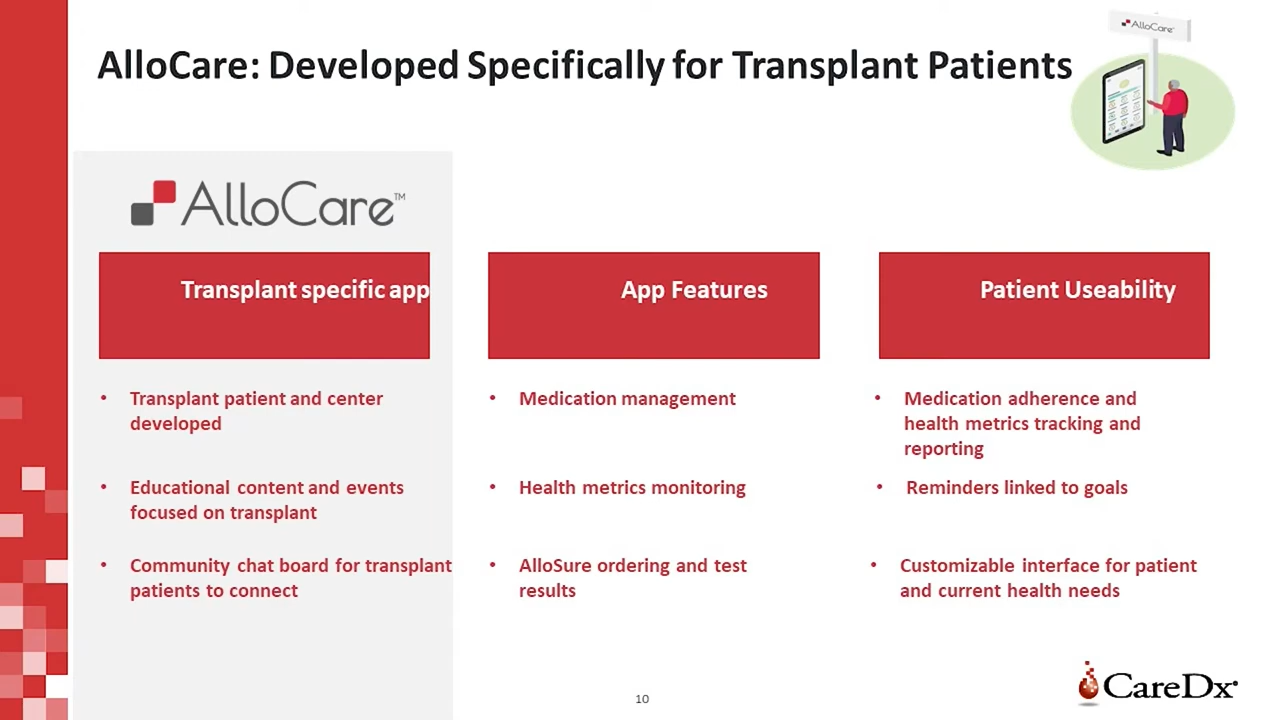 AlloCare: Developed Specifically for Transplant Patients
AlloCare
AlloCare™
Transplant specific app
• Transplant patient and center
developed
• Educational content and events
focused on transplant
• Community chat board for transplant
patients to connect
App Features
• Medication management
• Health metrics monitoring
• AlloSure ordering and test
results
Patient Useability
• Medication adherence and
health metrics tracking and
reporting
• Reminders linked to goals
• Customizable interface for patient
and current health needs
10
CareDx